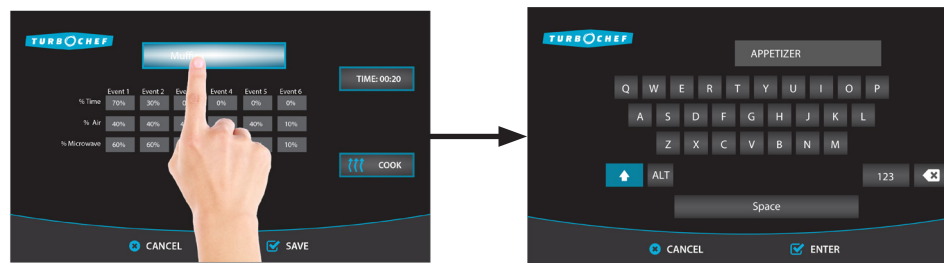 TURBOCHEF
TIME: 00:20
Event 1 Event 2 Event 4 Event 5 Event 6
% Time 70% 30% 0% 0% 0%
% Air 40% 40% 40% 10%
% Microwave 60% 60% 10%
COOK
CANCEL SAVE
TURBOCHEF
APPETIZER
Q W E R T Y U I O P
A S D F G H J K L
Z X C V B N M
ALT 123
Space
CANCEL ENTER